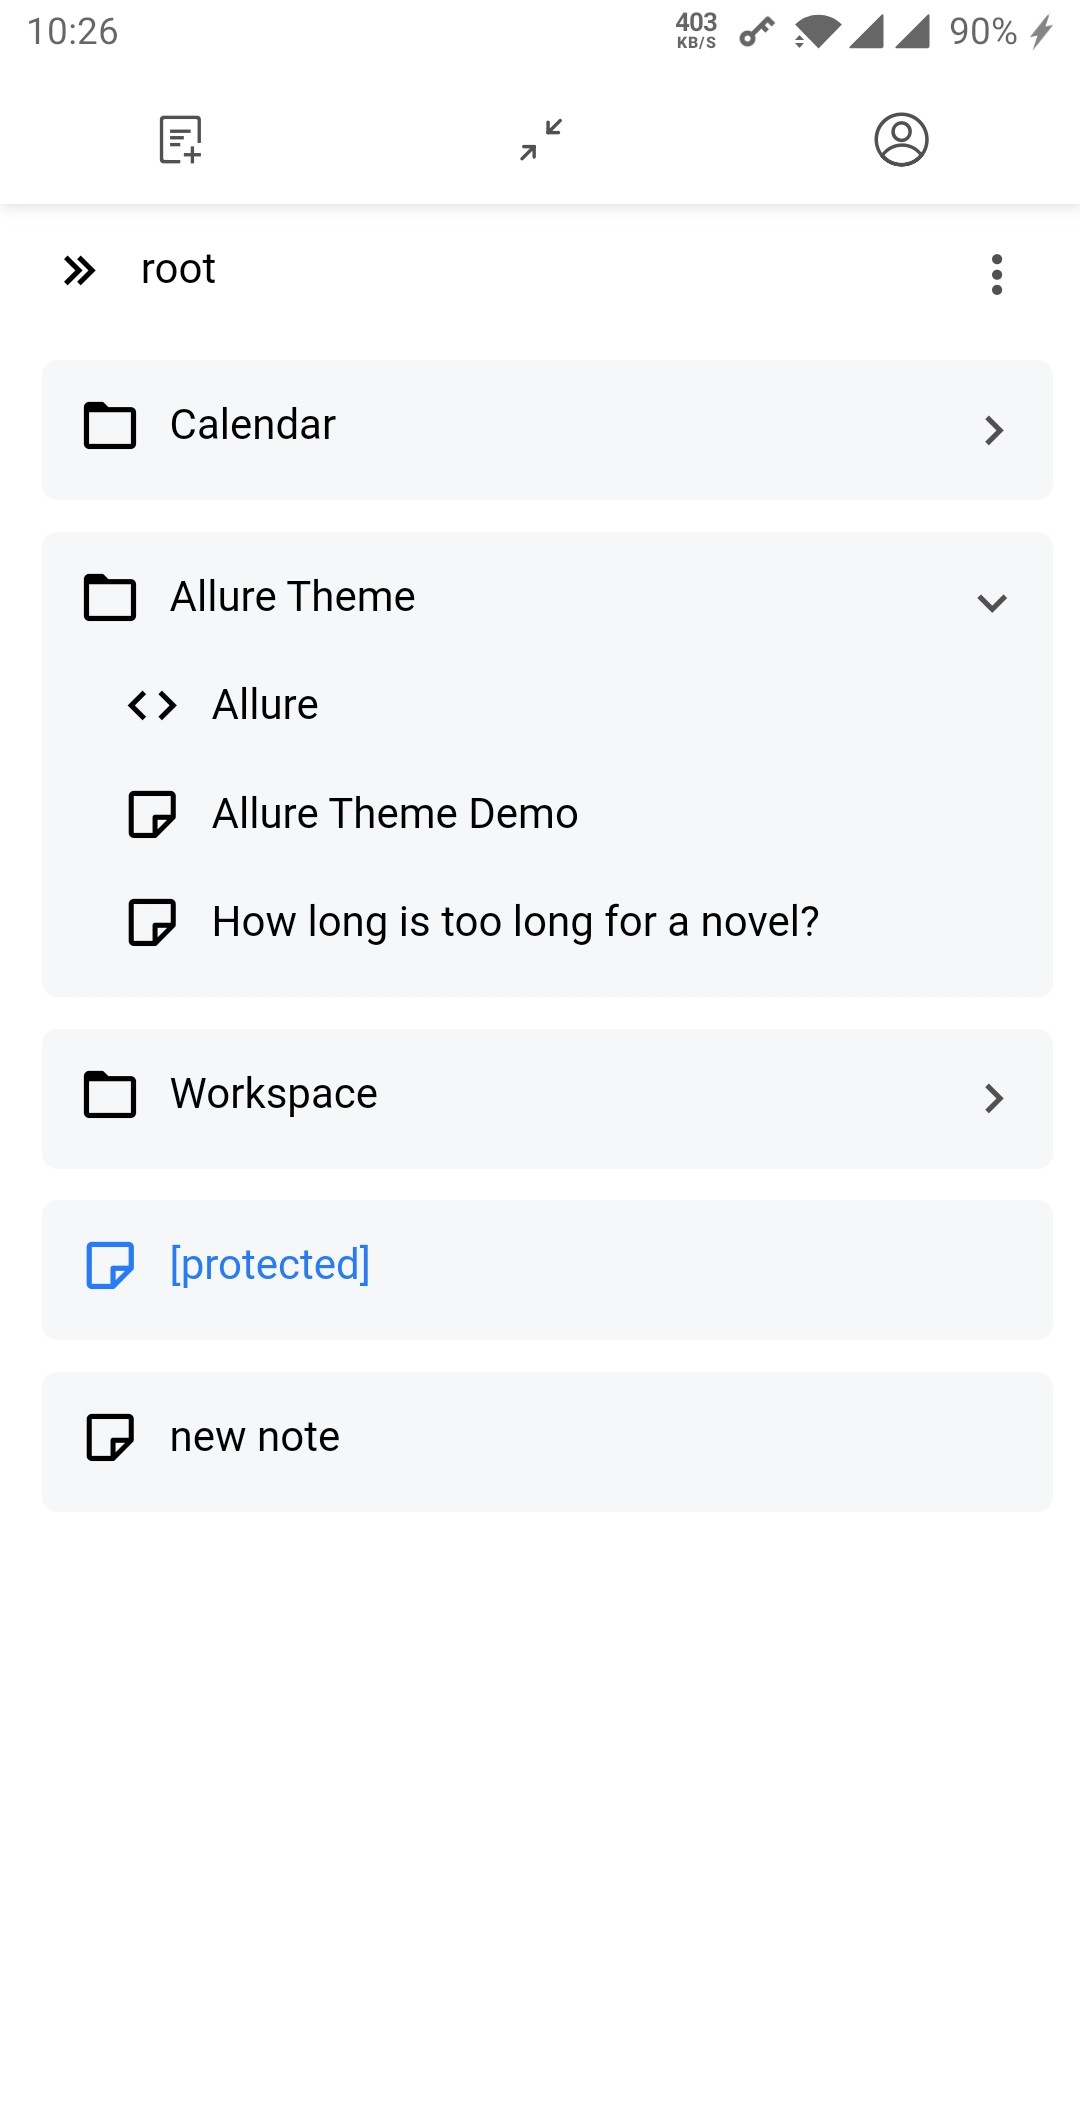 10:26 403 KB/S 90%
root
Calendar
Allure Theme
Allure
Allure Theme Demo
How long is too long for a novel?
Workspace
[protected]
new note